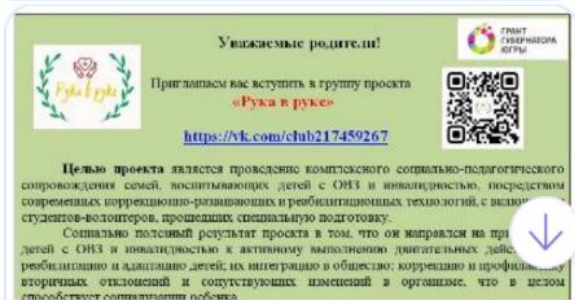 Уважаемые родители!
ГРАНТ
ГУБЕРНАТОРА
ЮГРЫ
Рука в руке
Приглашаем вас вступить в группу проекта
«Рука в руке»
https://vk.com/club217459267
Целью проекта является проведение комплексного социально-педагогического
сопровождения семей, воспитывающих детей с ОВЗ и инвалидностью, посредством
современных коррекционно-развивающих и реабилитационных технологий, с
студентов-волонтеров, прошедших специальную подготовку.
Социально полезный результат проекта в том, что он направлен на
детей с ОВЗ и инвалидностью к активному выполнению двигательных
реабилитацию и адаптацию детей; их интеграцию в общество; коррекцию и
вторичных отклонений и сопутствующих изменений в организме, что в целом
способствует социализации ребенка